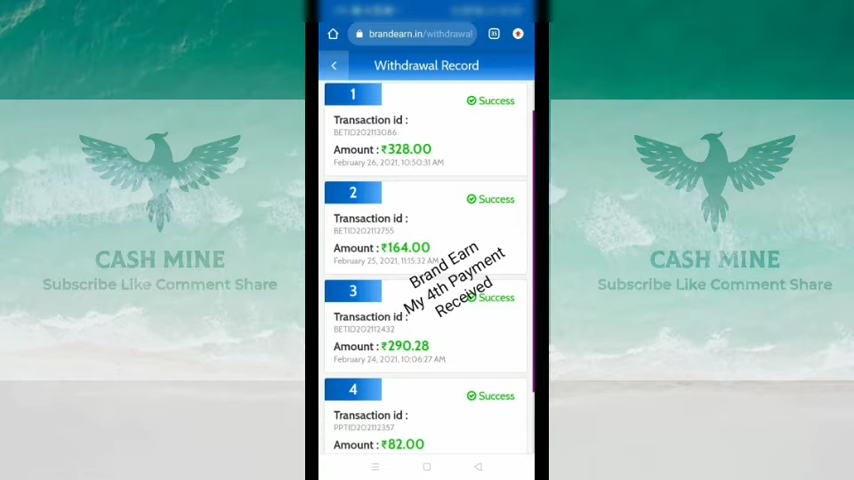 brandearn.in/withdrawal
Withdrawal Record
1
Success
Transaction id :
BETID202113086
Amount : ₹328.00
February 26, 2021, 10:50:31 AM
2
Success
Transaction id :
BETID202112755
Amount : ₹164.00
February 25, 2021, 11:15:32 AM
Brand Earn
My 4th Payment
Received
3
Success
Transaction id :
BETID202112432
Amount : ₹290.28
February 24, 2021, 10:06:27 AM
4
Success
Transaction id :
PPTID202112357
Amount : ₹82.00
CASH MINE
Subscribe Like Comment Share
CASH MINE
Subscribe Like Comment Share